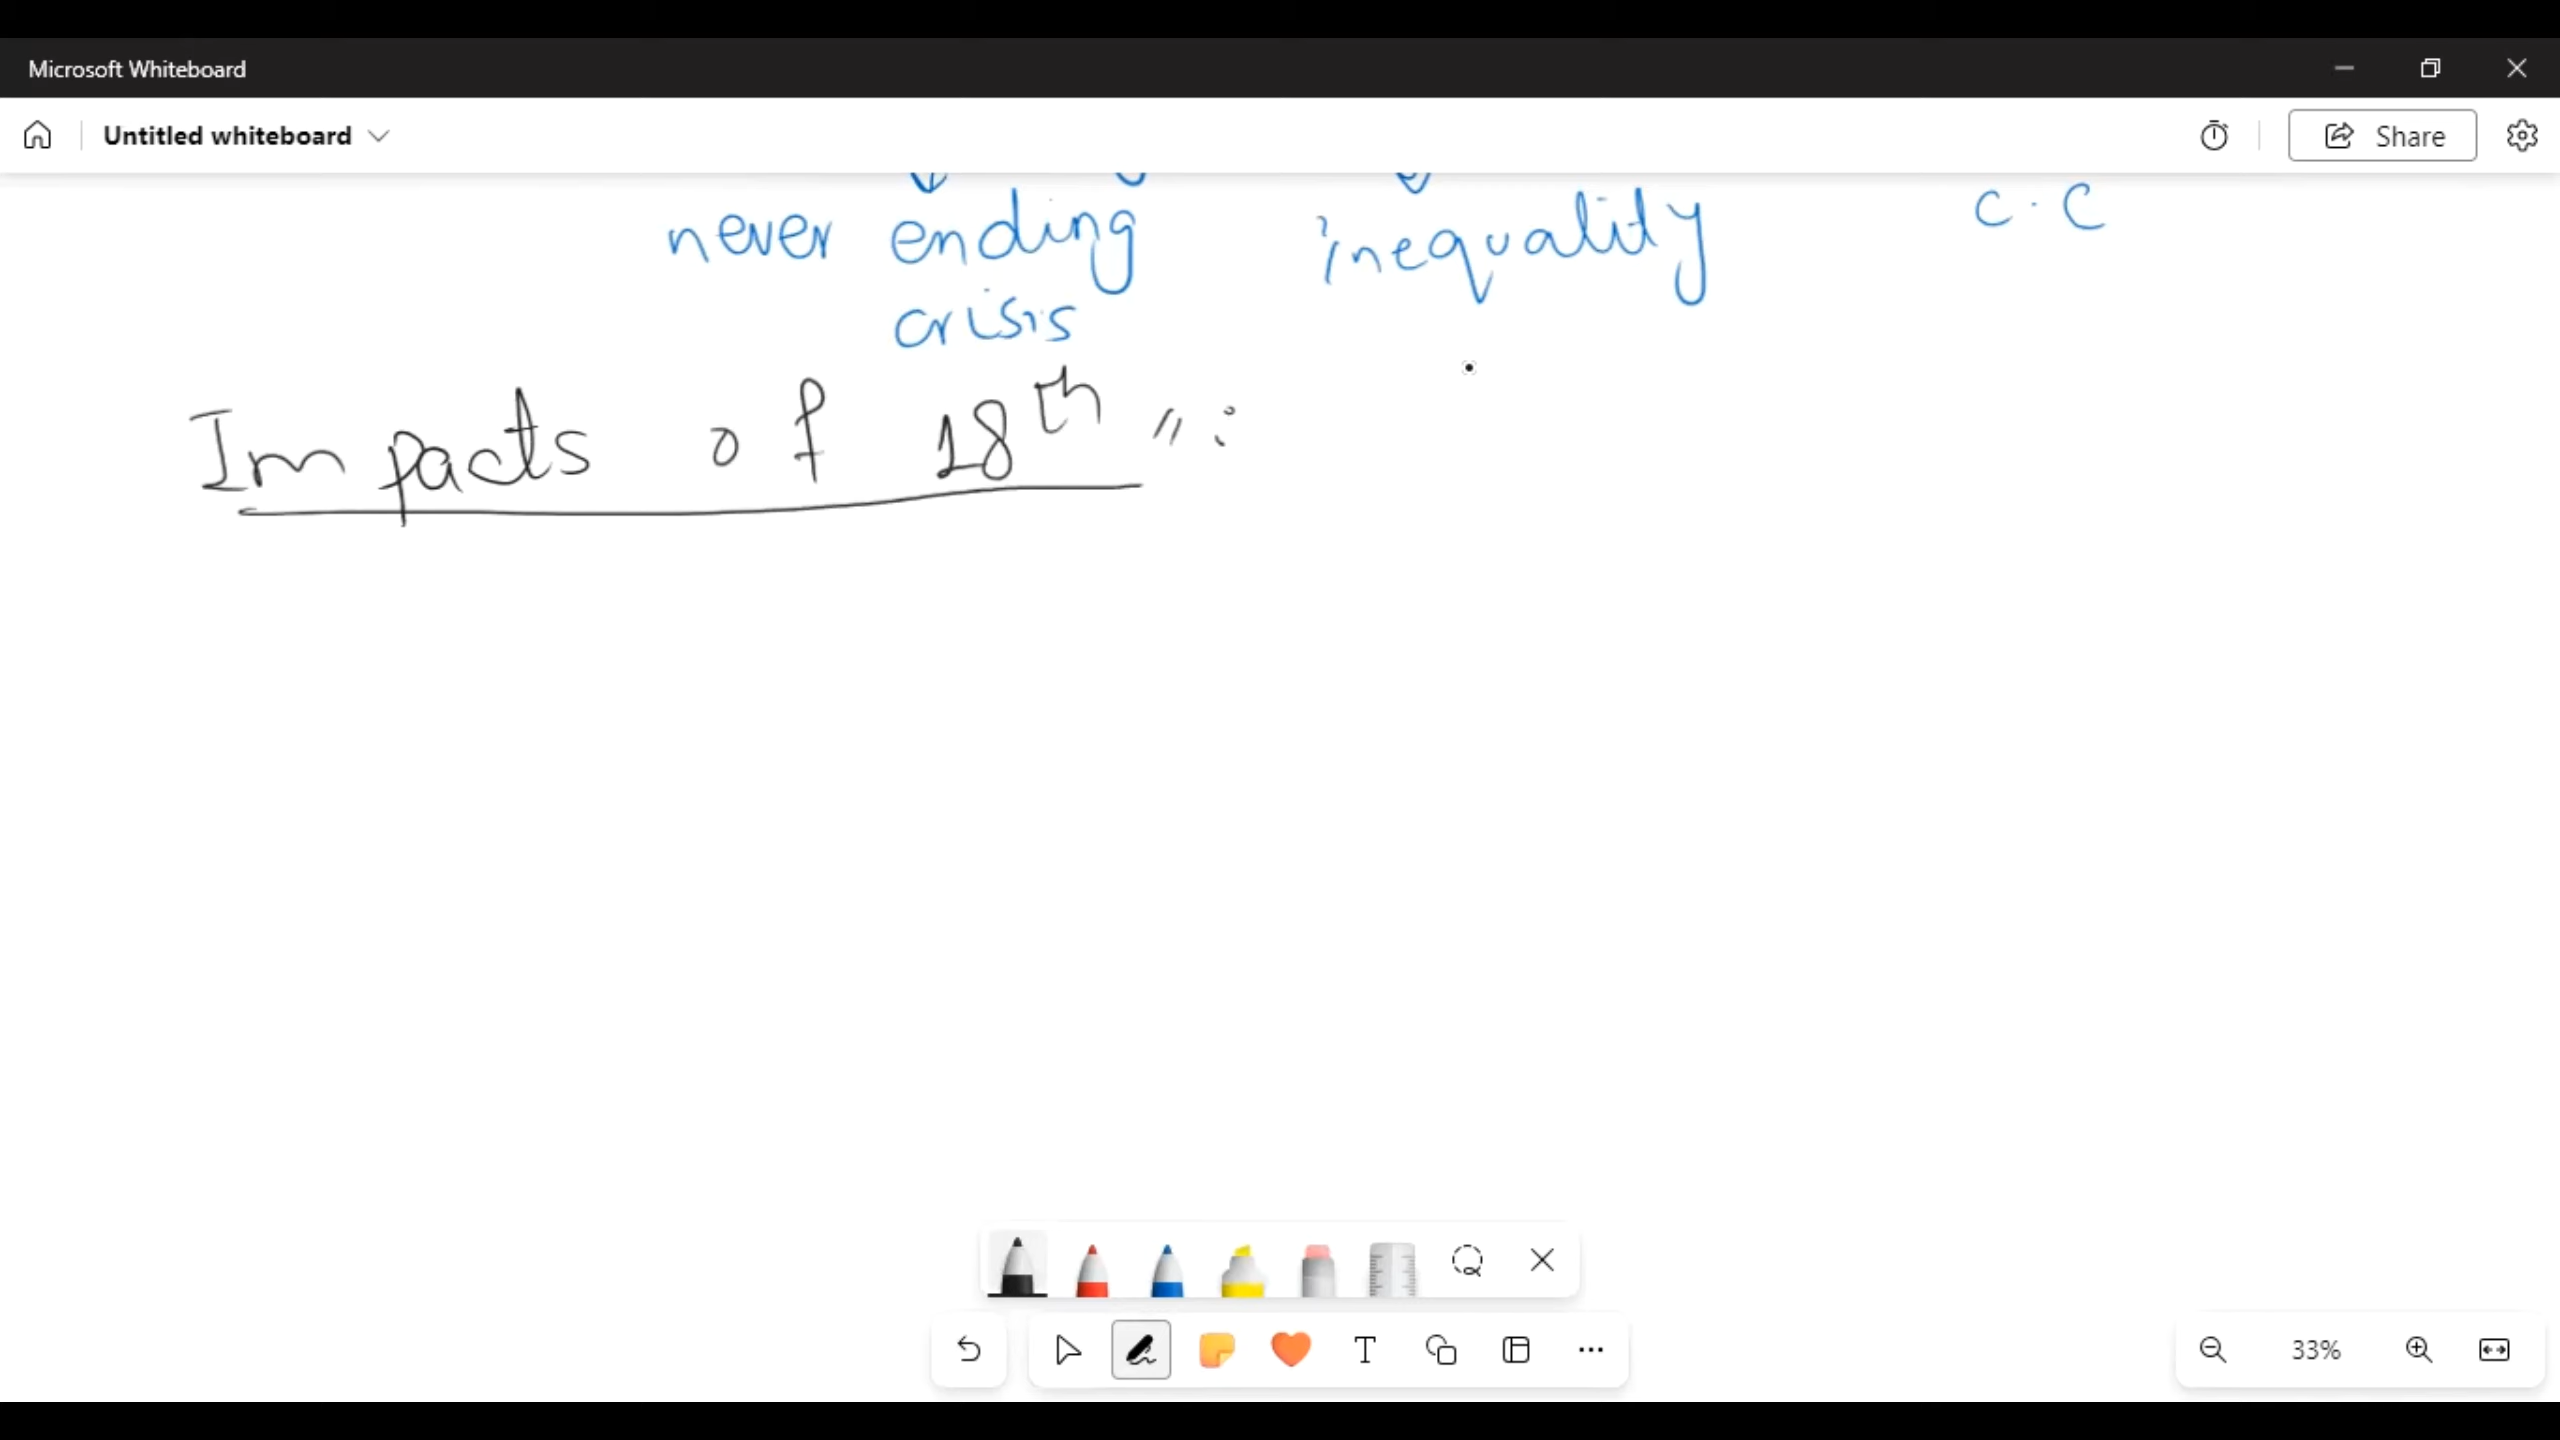 Microsoft Whiteboard
Untitled whiteboard
Share
never ending inequality C.C
crisis
Impacts of 18th " :
T
33%